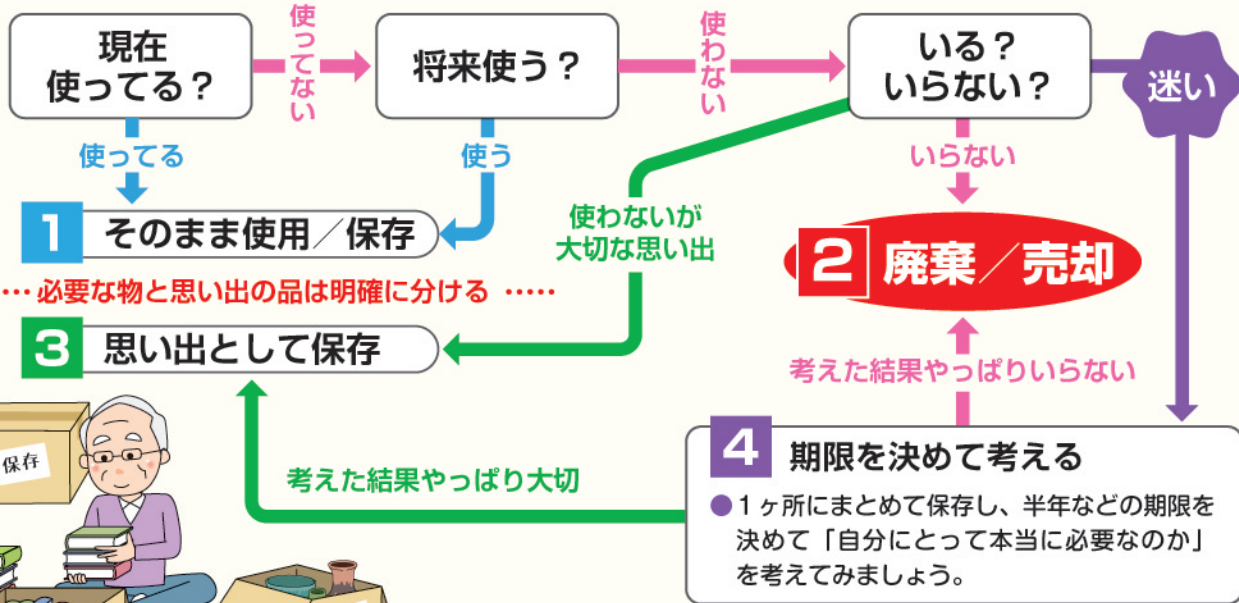 現在
使ってる？
使ってない
将来使う？
使わない
いる？
いらない？
迷い
使ってる
使う
いらない
1 そのまま使用／保存
使わないが
大切な思い出
2 廃棄／売却
… 必要な物と思い出の品は明確に分ける ……
3 思い出として保存
考えた結果やっぱりいらない
保存
考えた結果やっぱり大切
4 期限を決めて考える
●1ヶ所にまとめて保存し、半年などの期限を
決めて「自分にとって本当に必要なのか」
を考えてみましょう。